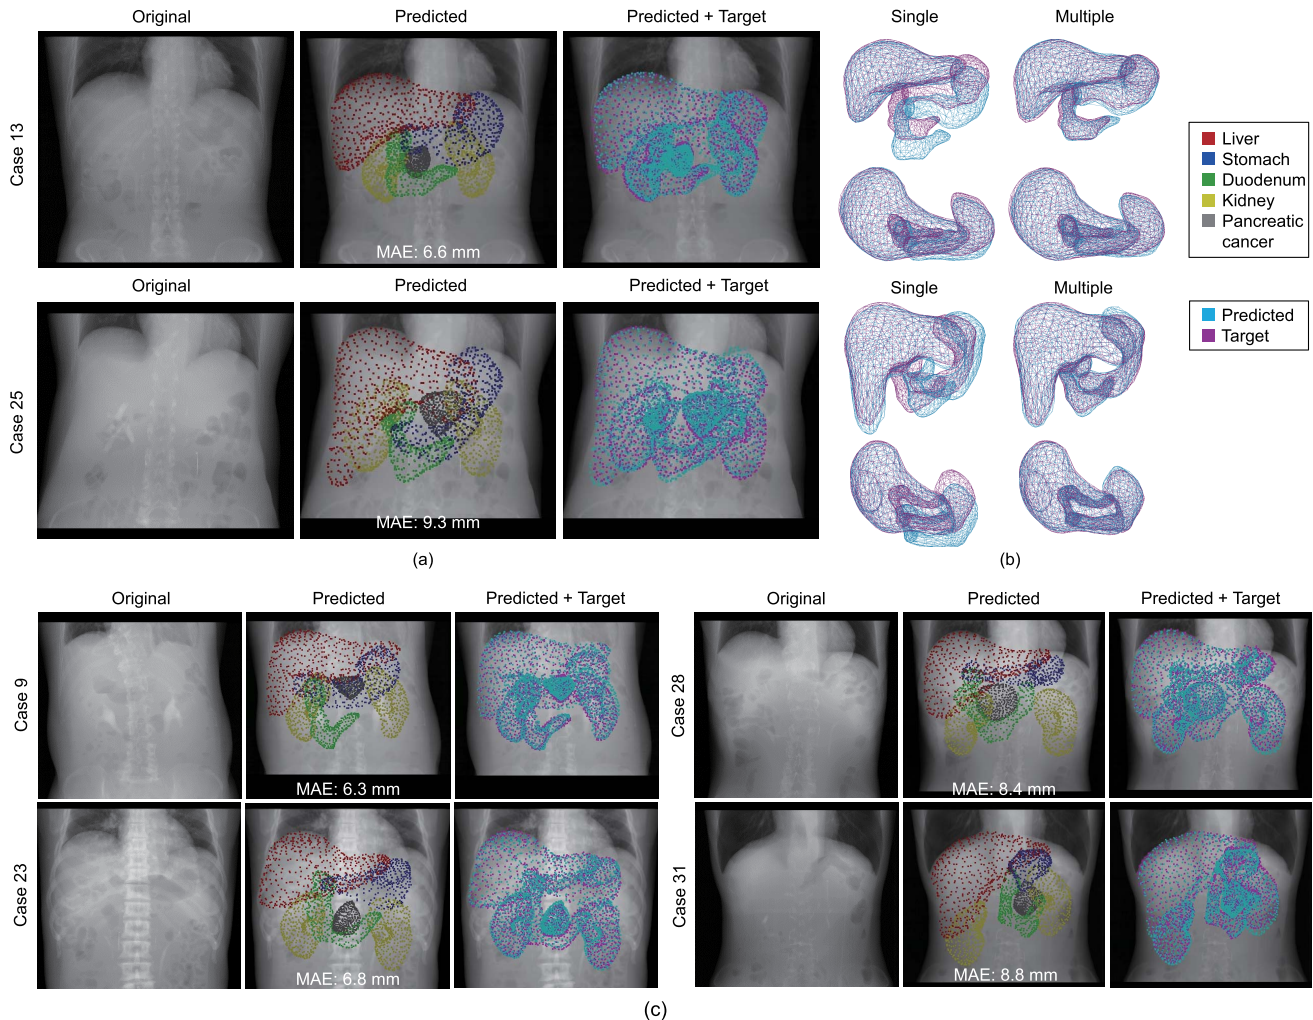 Original Predicted Predicted + Target Single Multiple
Case 13
MAE: 6.6 mm
Liver
Stomach
Duodenum
Kidney
Pancreatic
cancer
Original Predicted Predicted + Target Single Multiple
Case 25
MAE: 9.3 mm
Predicted
Target
(a) (b)
Original Predicted Predicted + Target Original Predicted Predicted + Target
Case 9
MAE: 6.3 mm
Case 28
MAE: 8.4 mm
Case 23
MAE: 6.8 mm
Case 31
MAE: 8.8 mm
(c)